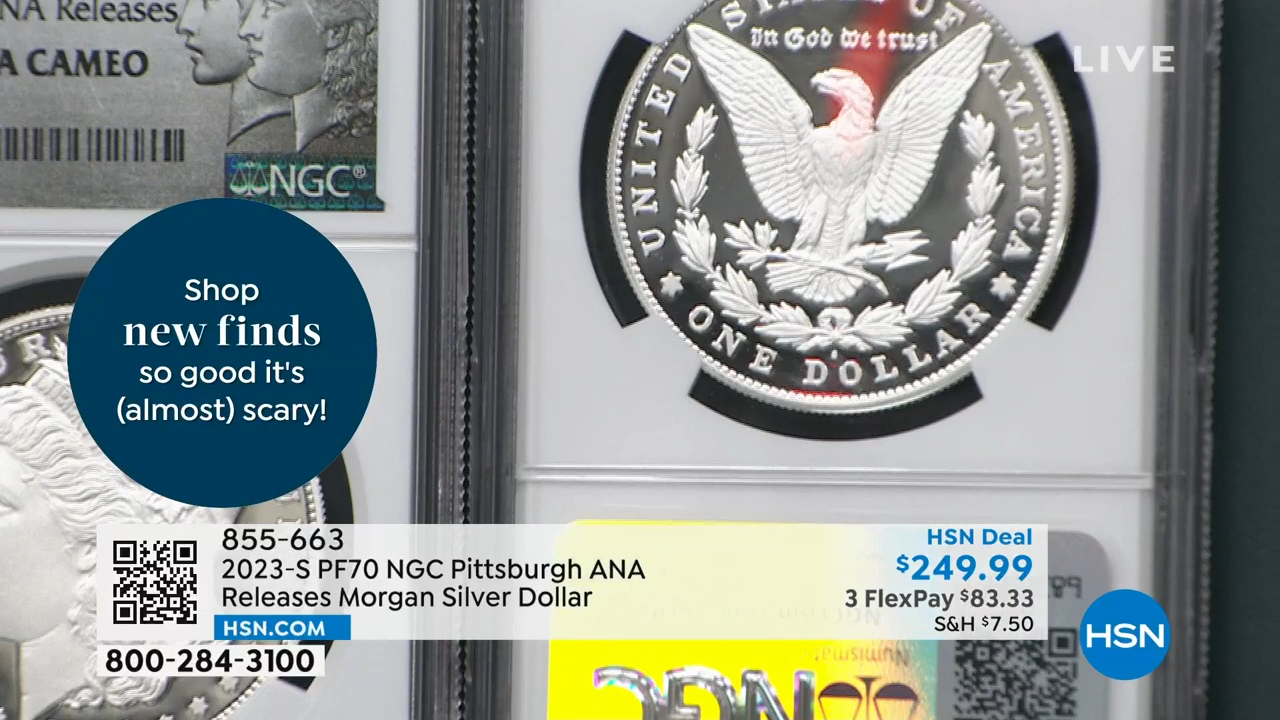 NA Releases
A CAMEO
NGC®
STATES OF
In God we trust
UNITED
AMERICA
ONE DOLLAR
LIVE
Shop
new finds
so good it's
(almost) scary!
855-663
2023-S PF70 NGC Pittsburgh ANA
Releases Morgan Silver Dollar
HSN.COM
800-284-3100
HSN Deal
$249.99
3 FlexPay $83.33
S&H $7.50
HSN
Numismat
NGC